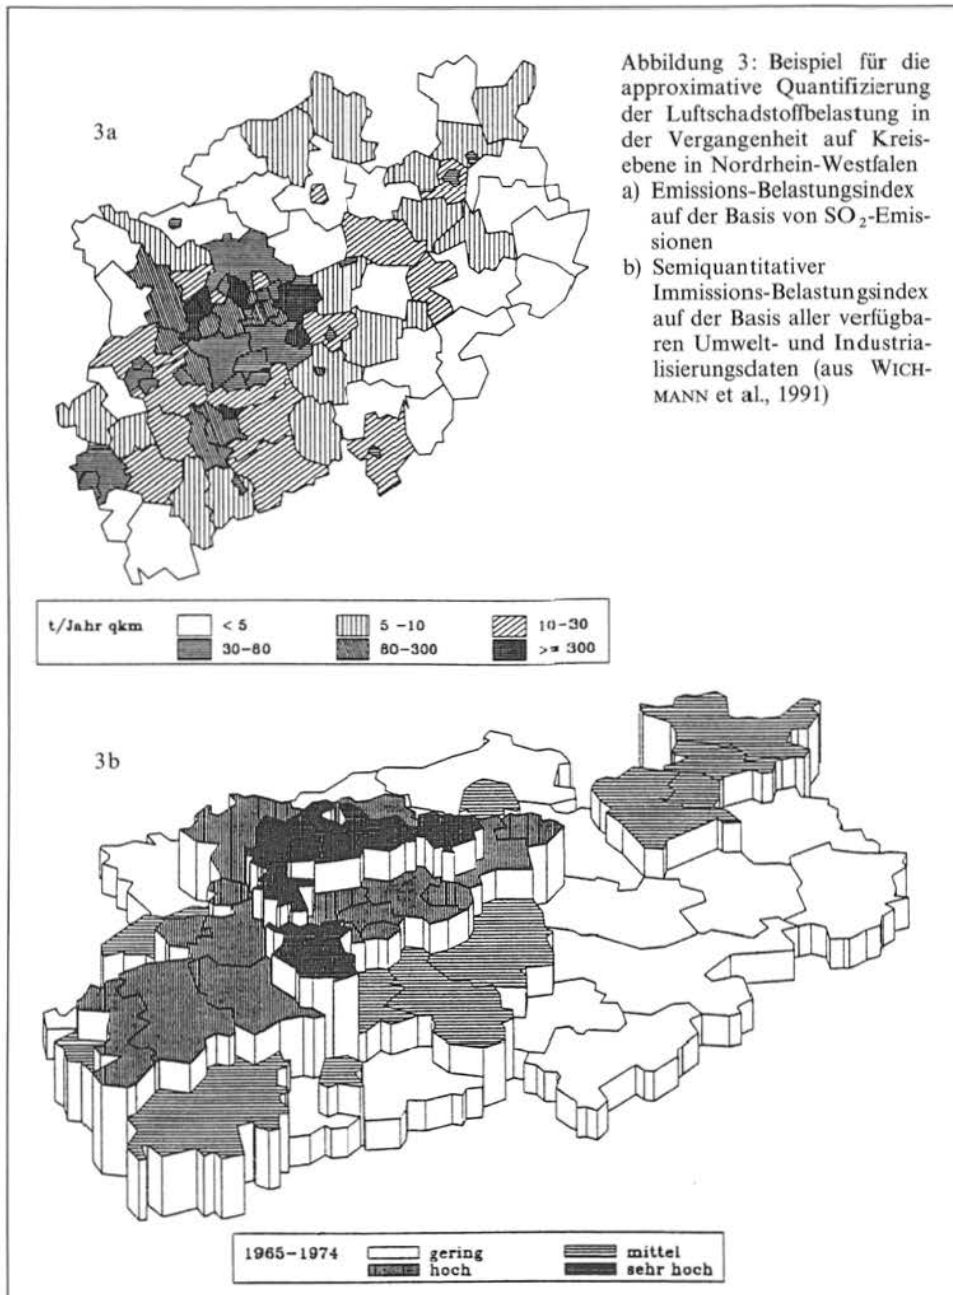 3a
Abbildung 3: Beispiel für die
approximative Quantifizierung
der Luftschadstoffbelastung in
der Vergangenheit auf Kreis-
ebene in Nordrhein-Westfalen
a) Emissions-Belastungsindex
auf der Basis von SO₂-Emis-
sionen
b) Semiquantitativer
Immissions-Belastungsindex
auf der Basis aller verfügba-
ren Umwelt- und Industria-
lisierungsdaten (aus WICH-
MANN et al., 1991)
t/Jahr qkm < 5 5-10 10-30
30-80 80-300 >= 300
3b
1965-1974 gering mittel
hoch sehr hoch